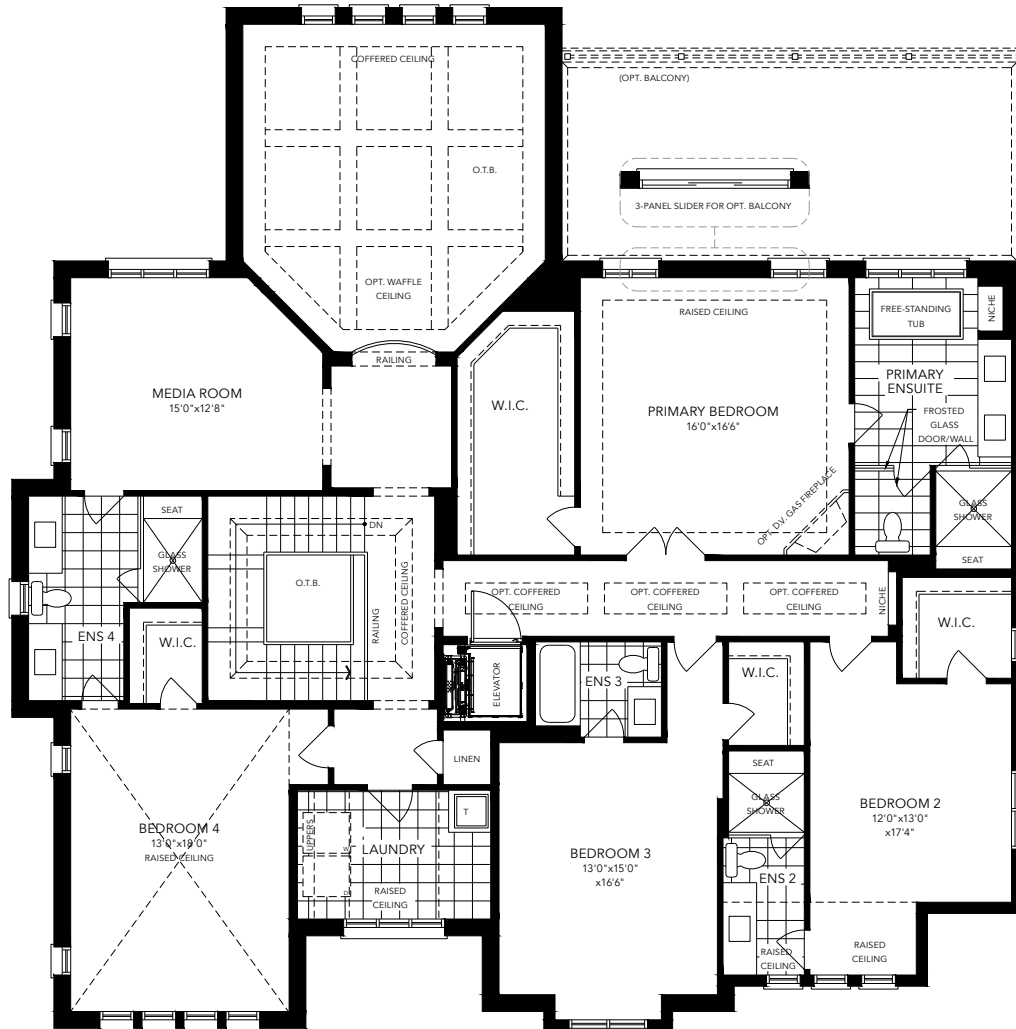 COFFERED CEILING
(OPT. BALCONY)
O.T.B.
3-PANEL SLIDER FOR OPT. BALCONY
OPT. WAFFLE
CEILING
RAILING
RAISED CEILING
FREE-STANDING
TUB
NICHE
MEDIA ROOM
15'0"x12'8"
W.I.C.
PRIMARY BEDROOM
16'0"x16'6"
PRIMARY
ENSUITE
FROSTED
GLASS
DOOR/WALL
OPT. D.V. GAS FIREPLACE
SEAT
GLASS
SHOWER
DN
O.T.B.
RAILING
COFFERED CEILING
GLASS
SHOWER
SEAT
OPT. COFFERED
CEILING
OPT. COFFERED
CEILING
OPT. COFFERED
CEILING
NICHE
ENS 4
W.I.C.
W.I.C.
ELEVATOR
ENS 3
W.I.C.
LINEN
SEAT
GLASS
SHOWER
BEDROOM 4
13'0"x18'0"
RAISED CEILING
UPPERS
W
D
LAUNDRY
T
RAISED
CEILING
BEDROOM 3
13'0"x15'0"
x16'6"
ENS 2
RAISED
CEILING
BEDROOM 2
12'0"x13'0"
x17'4"
RAISED
CEILING